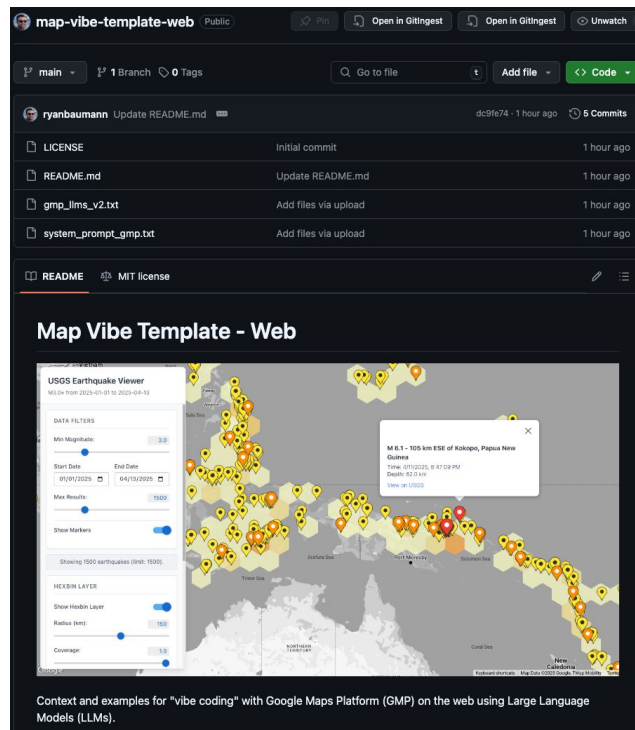 map-vibe-template-web Public
Pin
Open in GitIngest
Open in GitIngest
Unwatch
main
1 Branch
0 Tags
Go to file
t
Add file
Code
ryanbaumann Update README.md
dc9fe74 · 1 hour ago
5 Commits
LICENSE Initial commit 1 hour ago
README.md Update README.md 1 hour ago
gmp_llms_v2.txt Add files via upload 1 hour ago
system_prompt_gmp.txt Add files via upload 1 hour ago
README
MIT license
Map Vibe Template - Web
USGS Earthquake Viewer
M3.0+ from 2025-01-01 to 2025-04-13
DATA FILTERS
Min Magnitude: 3.0
Start Date End Date
01/01/2025 04/13/2025
Max Results: 1500
Show Markers
Showing 1500 earthquakes (limit: 1500).
HEXBIN LAYER
Show Hexbin Layer
Radius (km): 150
Coverage: 1.0
M 6.1 - 105 km ESE of Kokopo, Papua New
Guinea
Time: 4/11/2025, 8:47:09 PM
Depth: 62.0 km
View on USGS
Arafura Sea
Port Moresby
Solomon Sea
Timor Sea
NORTHERN
TERRITORY
Coral Sea
New
Caledonia
Google
Keyboard shortcuts Map Data ©2025 Google, TMap Mobility Terms
Context and examples for "vibe coding" with Google Maps Platform (GMP) on the web using Large Language
Models (LLMs).